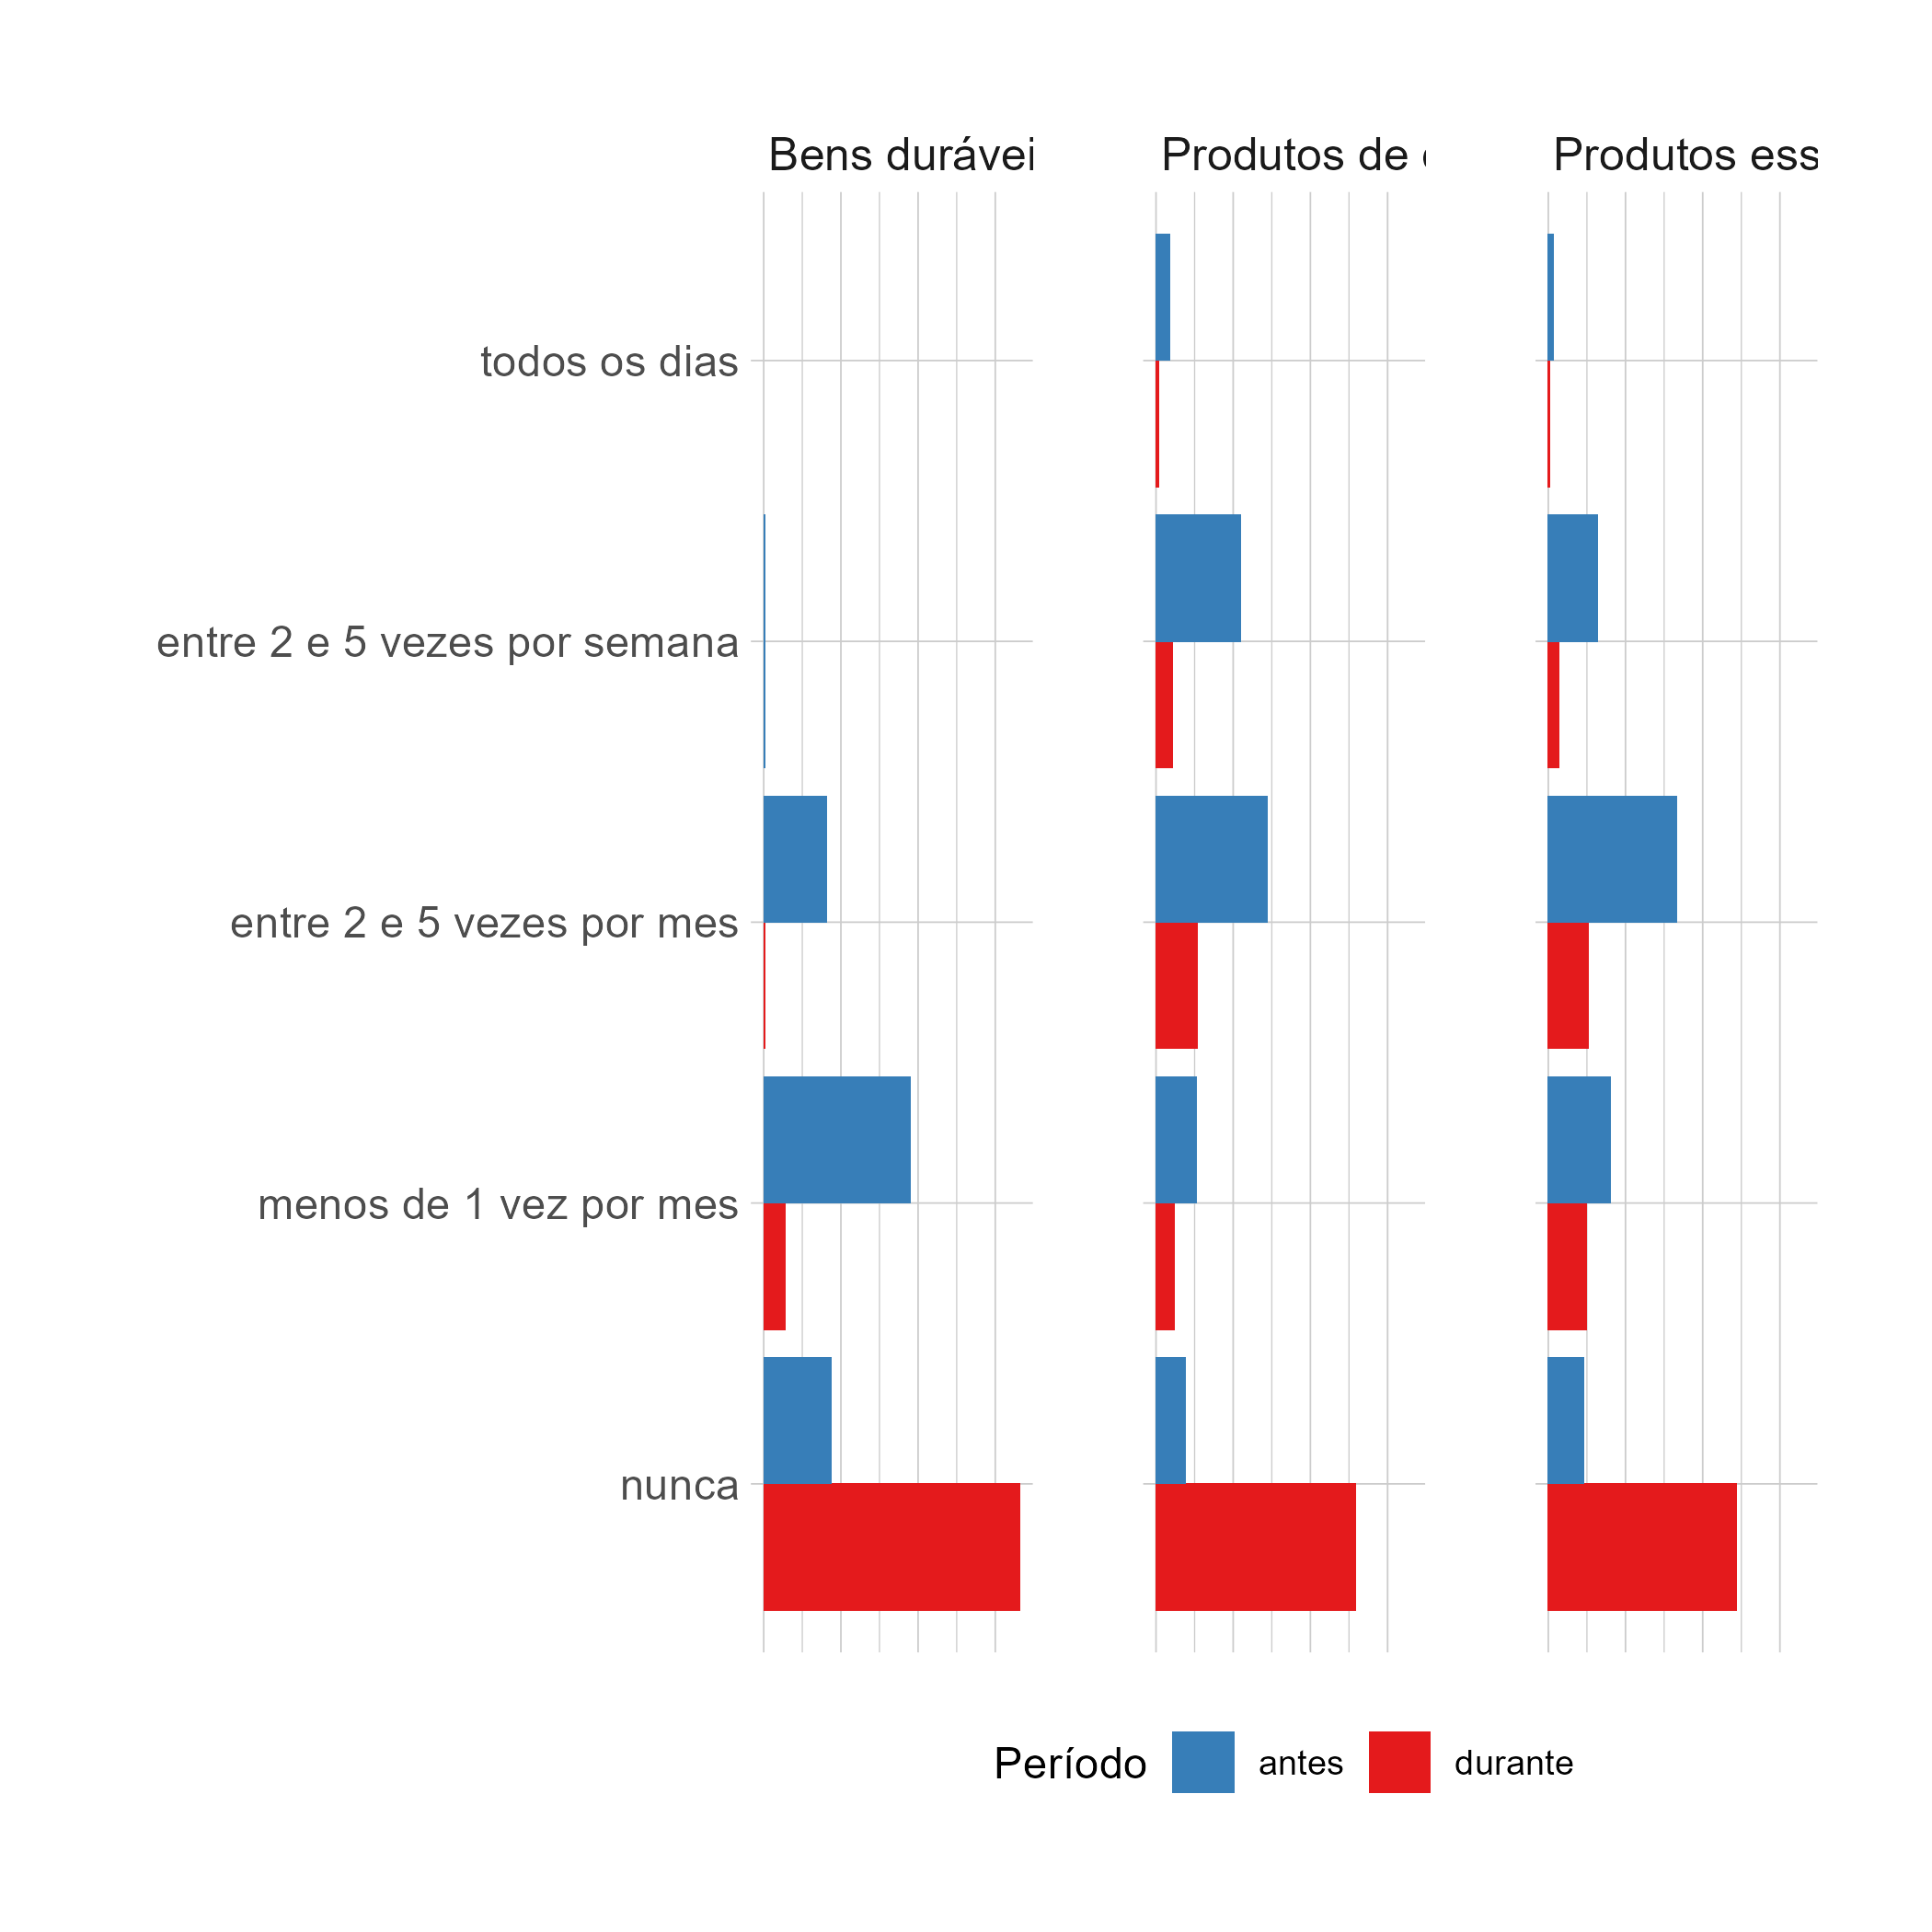 Bens durávei
Produtos de
Produtos ess
todos os dias
entre 2 e 5 vezes por semana
entre 2 e 5 vezes por mes
menos de 1 vez por mes
nunca
Período
antes
durante